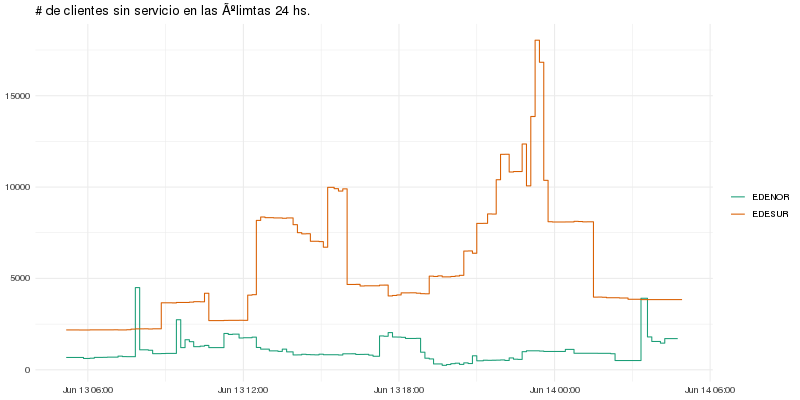 # de clientes sin servicio en las Ãºlimtas 24 hs.
15000
10000
5000
0
Jun 13 06:00 Jun 13 12:00 Jun 13 18:00 Jun 14 00:00 Jun 14 06:00
EDENOR
EDESUR